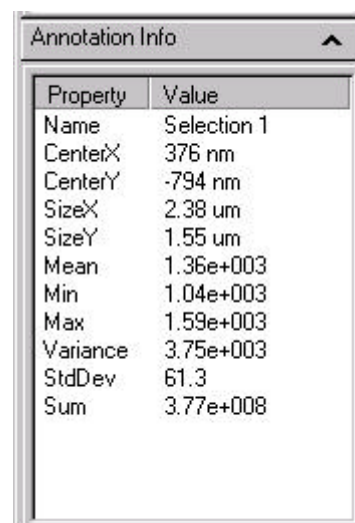 Annotation Info
Property Value
Name Selection 1
CenterX 376 nm
CenterY -794 nm
SizeX 2.38 um
SizeY 1.55 um
Mean 1.36e+003
Min 1.04e+003
Max 1.59e+003
Variance 3.75e+003
StdDev 61.3
Sum 3.77e+008